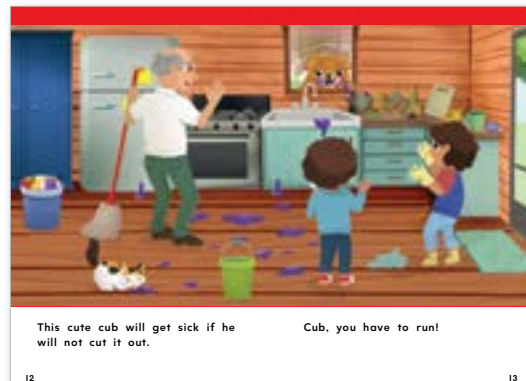 This cute cub will get sick if he
will not cut it out.
Cub, you have to run!
12
13